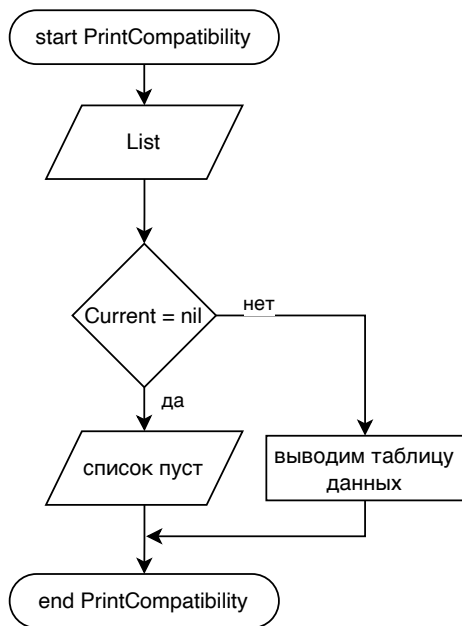 start PrintCompatibility
List
Current = nil
нет
да
список пуст
выводим таблицу
данных
end PrintCompatibility